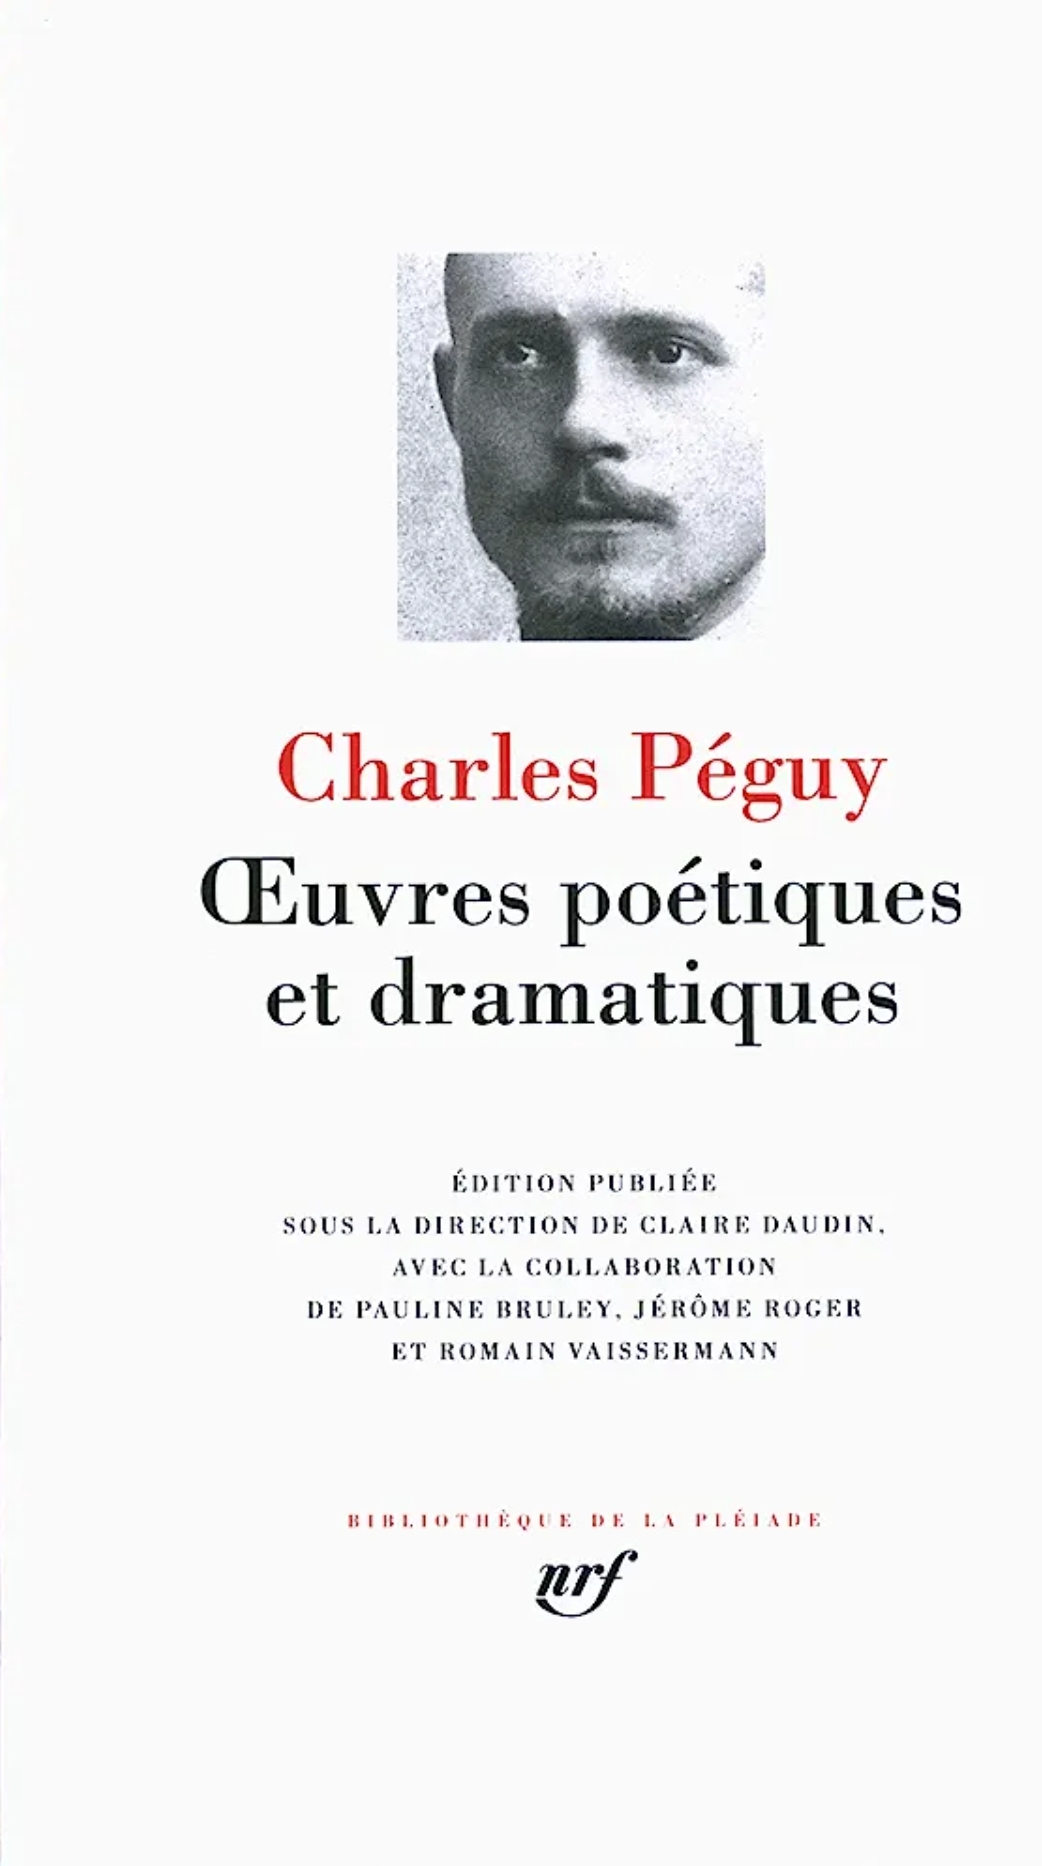 Charles Péguy
Œuvres poétiques
et dramatiques
ÉDITION PUBLIÉE
SOUS LA DIRECTION DE CLAIRE DAUDIN,
AVEC LA COLLABORATION
DE PAULINE BRULEY, JÉRÔME ROGER
ET ROMAIN VAISSERMANN
BIBLIOTHÈQUE DE LA PLÉIADE
nrf